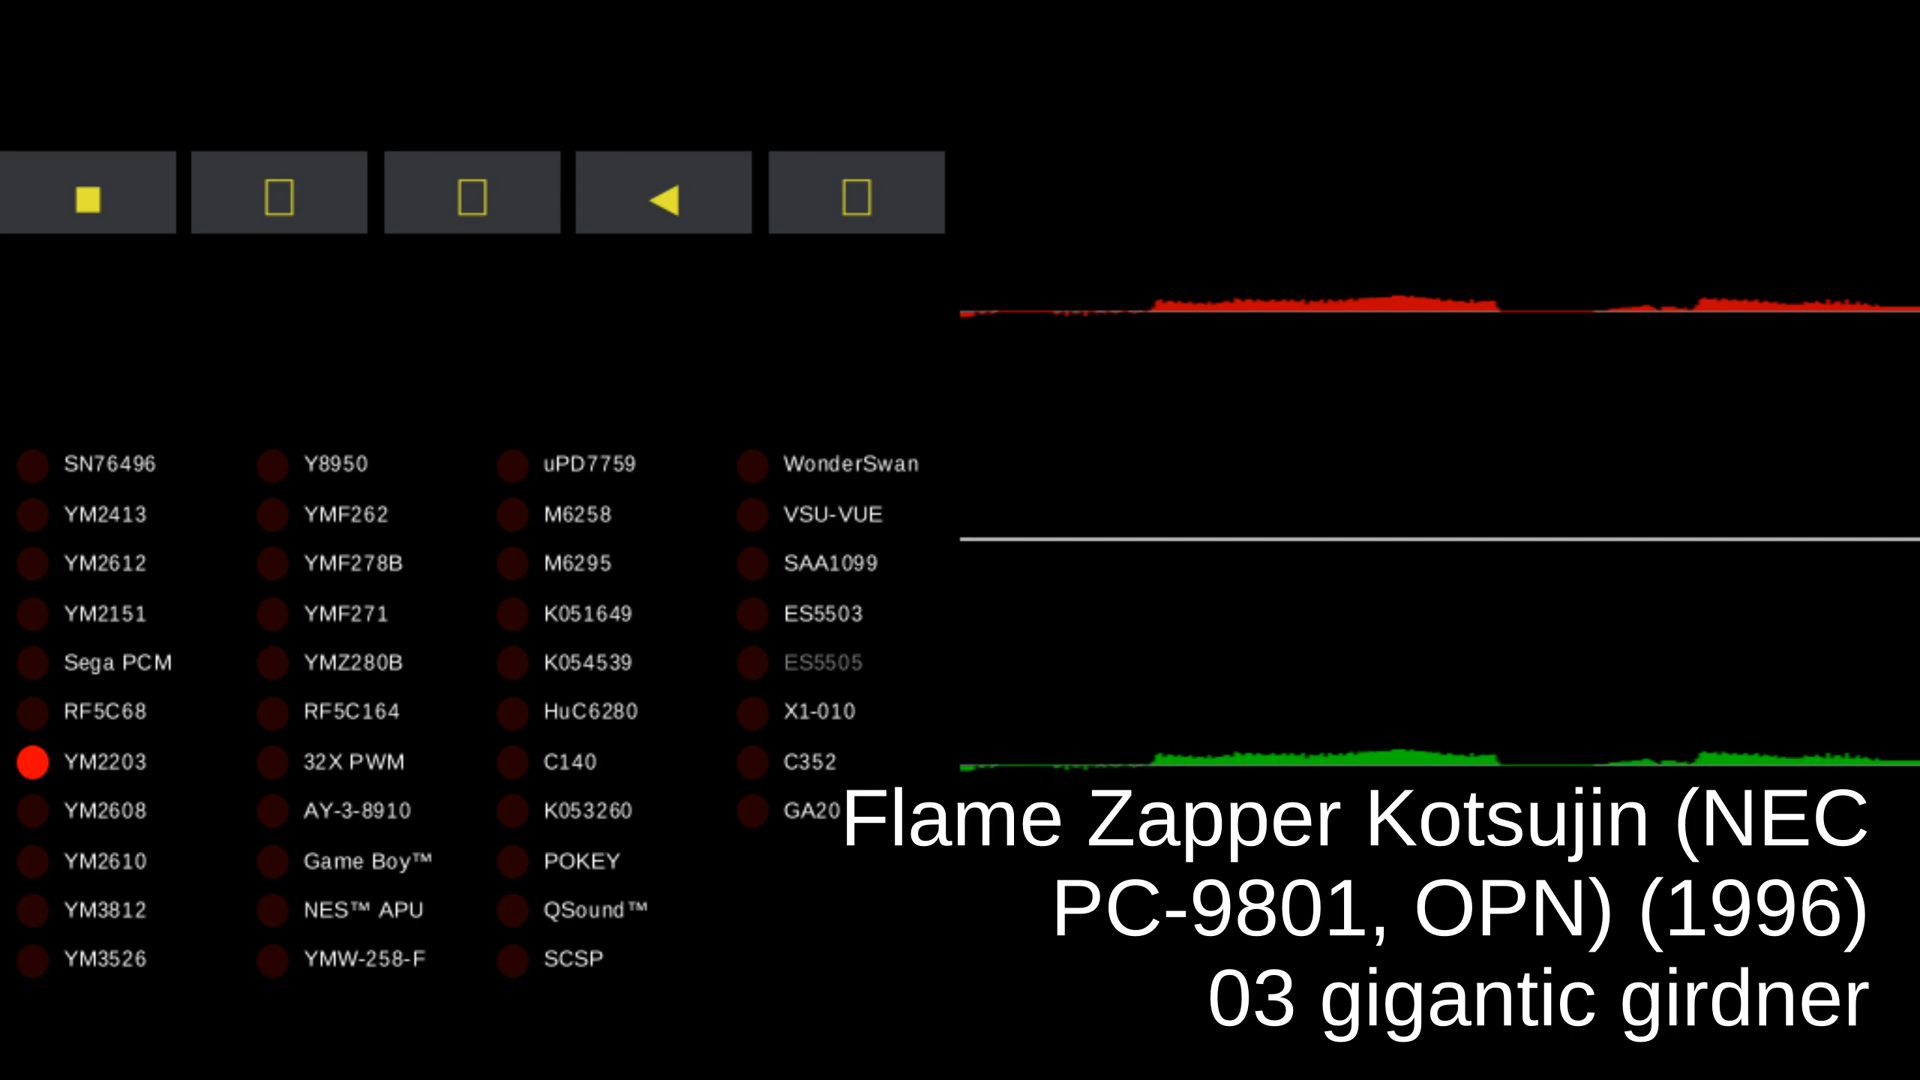 SN76496
YM2413
YM2612
YM2151
Sega PCM
RF5C68
YM2203
YM2608
YM2610
YM3812
YM3526
Y8950
YMF262
YMF278B
YMF271
YMZ280B
RF5C164
32X PWM
AY-3-8910
Game Boy™
NES™ APU
YMW-258-F
uPD7759
M6258
M6295
K051649
K054539
HuC6280
C140
K053260
POKEY
QSound™
SCSP
WonderSwan
VSU-VUE
SAA1099
ES5503
ES5505
X1-010
C352
GA20
Flame Zapper Kotsujin (NEC
PC-9801, OPN) (1996)
03 gigantic girdner